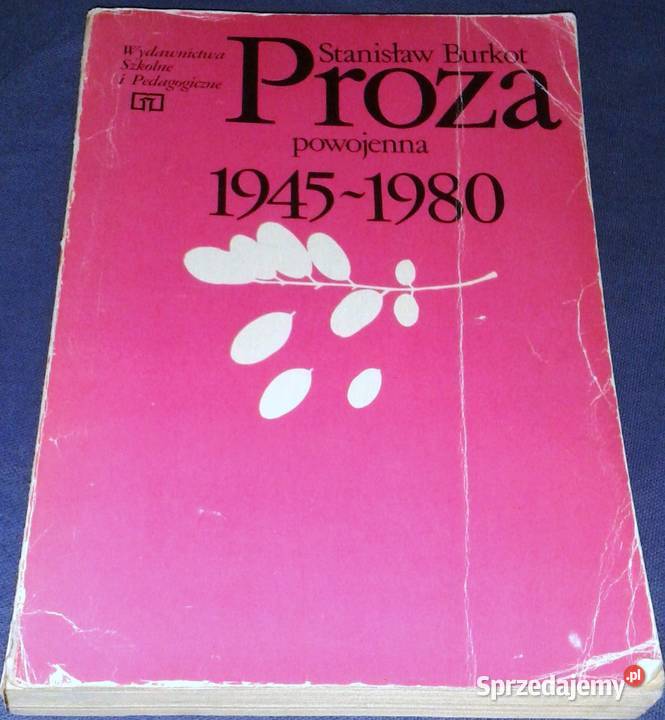 Wydawnictwa
Szkolne
i Pedagogiczne
Stanisław Burkot
Proza
powojenna
1945~1980
Sprzedajemy.pl